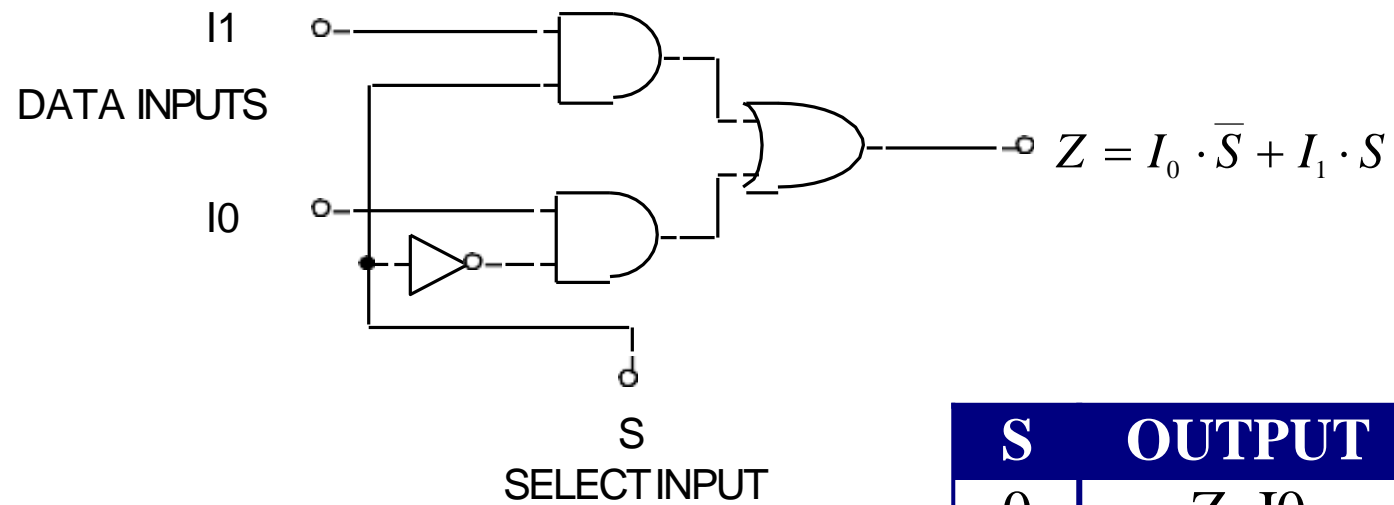 I1
DATA INPUTS
Z = I₀ · S̅ + I₁ · S
I0
S
SELECT INPUT
S OUTPUT